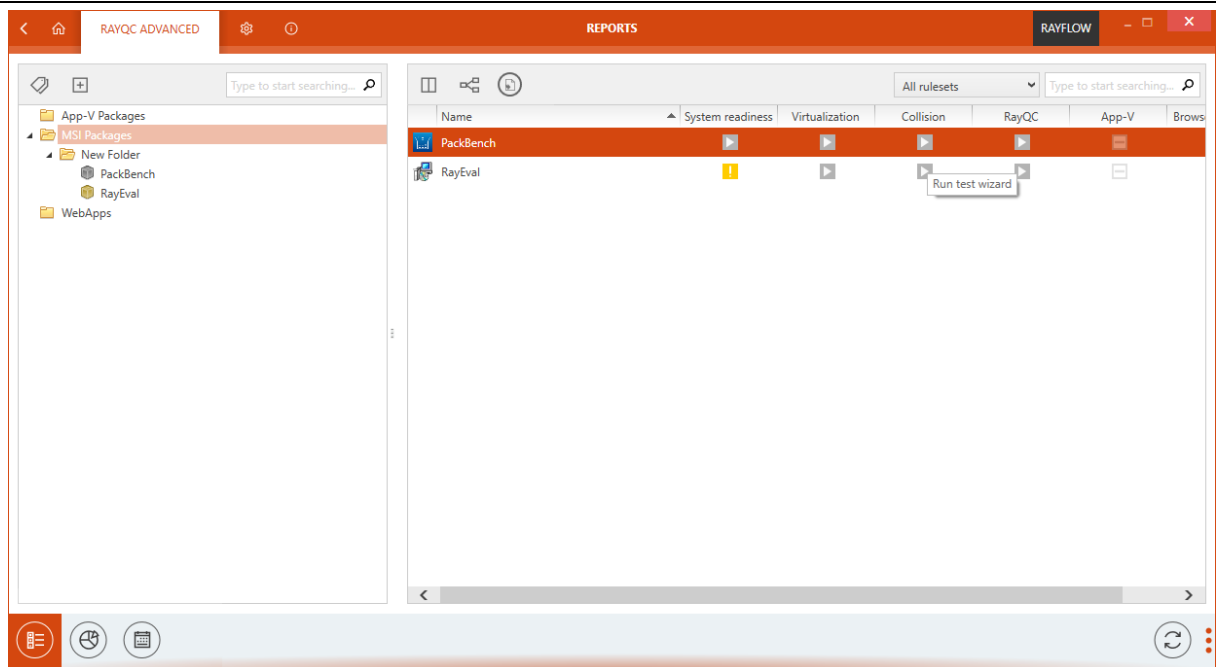 RAYQC ADVANCED
REPORTS
RAYFLOW
Type to start searching...
All rulesets
Type to start searching...
App-V Packages
MSI Packages
New Folder
PackBench
RayEval
WebApps
Name System readiness Virtualization Collision RayQC App-V Brows
PackBench
RayEval
Run test wizard